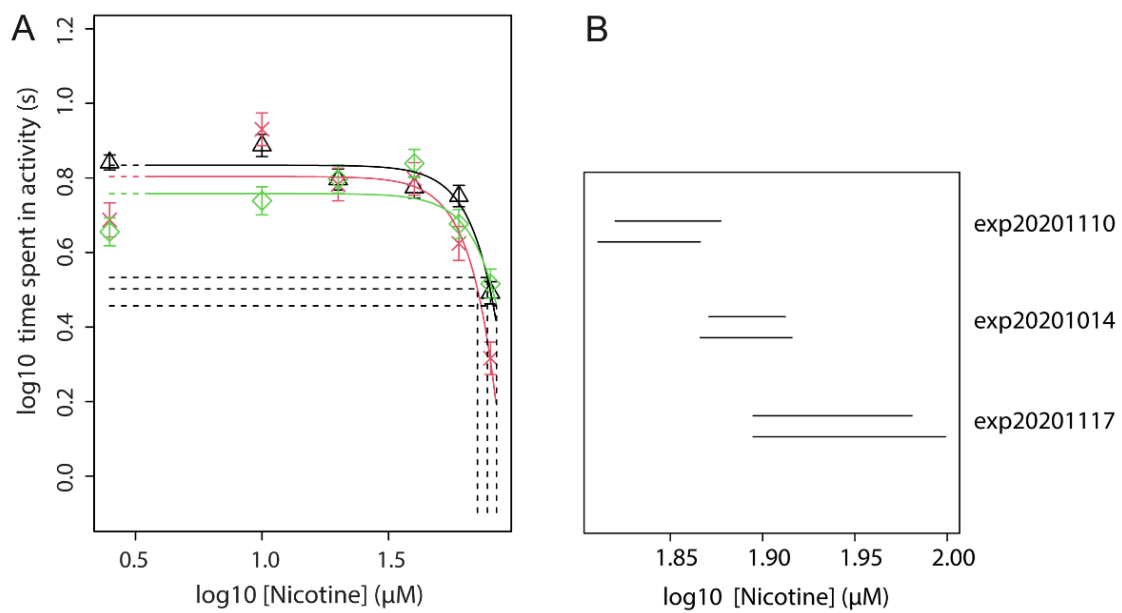 A
B
log10 time spent in activity (s)
1.2
1.0
0.8
0.6
0.4
0.2
0.0
0.5
1.0
1.5
log10 [Nicotine] (μM)
exp20201110
exp20201014
exp20201117
1.85
1.90
1.95
2.00
log10 [Nicotine] (μM)